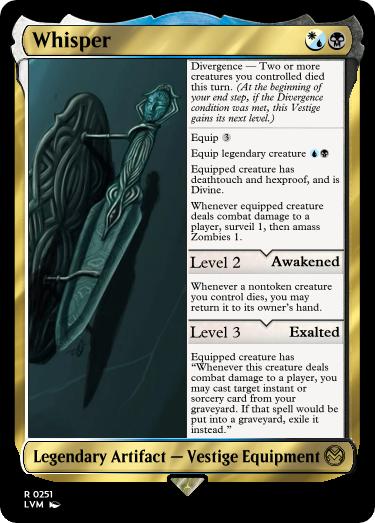 Whisper
Divergence — Two or more
creatures you controlled died
this turn. (At the beginning of
your end step, if the Divergence
condition was met, this Vestige
gains its next level.)
Equip 3
Equip legendary creature
Equipped creature has
deathtouch and hexproof, and is
Divine.
Whenever equipped creature
deals combat damage to a
player, surveil 1, then amass
Zombies 1.
Level 2 Awakened
Whenever a nontoken creature
you control dies, you may
return it to its owner's hand.
Level 3 Exalted
Equipped creature has
“Whenever this creature deals
combat damage to a player, you
may cast target instant or
sorcery card from your
graveyard. If that spell would be
put into a graveyard, exile it
instead.”
Legendary Artifact — Vestige Equipment
R 0251
LVM